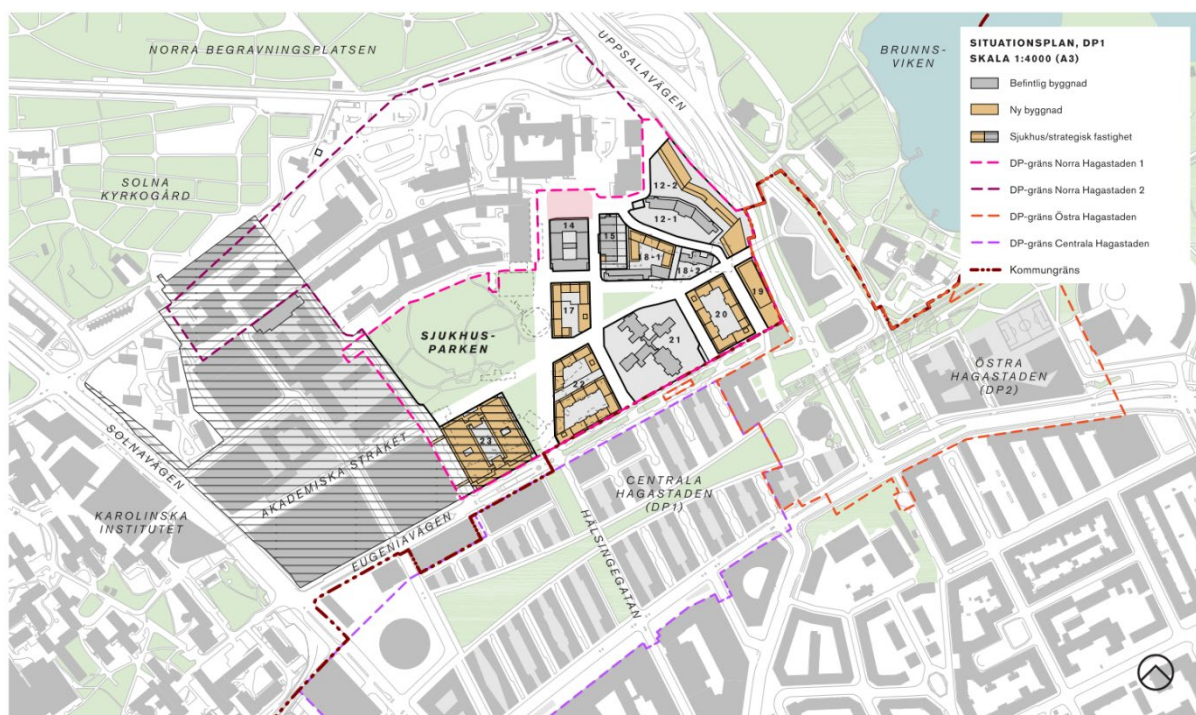 NORRA BEGRAVNINGSPLATSEN
UPPSALAVÄGEN
BRUNNS-
VIKEN
SITUATIONSPLAN, DP1
SKALA 1:4000 (A3)
Befintlig byggnad
Ny byggnad
Sjukhus/strategisk fastighet
DP-gräns Norra Hagastaden 1
DP-gräns Norra Hagastaden 2
DP-gräns Östra Hagastaden
DP-gräns Centrala Hagastaden
Kommungräns
SOLNA
KYRKOGÅRD
12-2
12-1
14
15
18-1
18-2
17
19
20
21
22
23
SJUKHUS-
PARKEN
ÖSTRA
HAGASTADEN
(DP2)
SOLNAVÄGEN
AKADEMISKA STRÅKET
KAROLINSKA
INSTITUTET
EUGENIAVÄGEN
CENTRALA
HAGASTADEN
(DP1)
HÄLSINGEGATAN